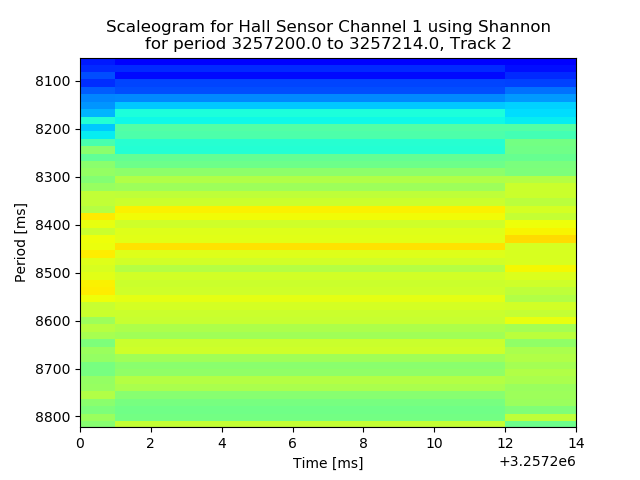 Scaleogram for Hall Sensor Channel 1 using Shannon
for period 3257200.0 to 3257214.0, Track 2
Period [ms]
8100
8200
8300
8400
8500
8600
8700
8800
0 2 4 6 8 10 12 14
Time [ms]
+3.2572e6